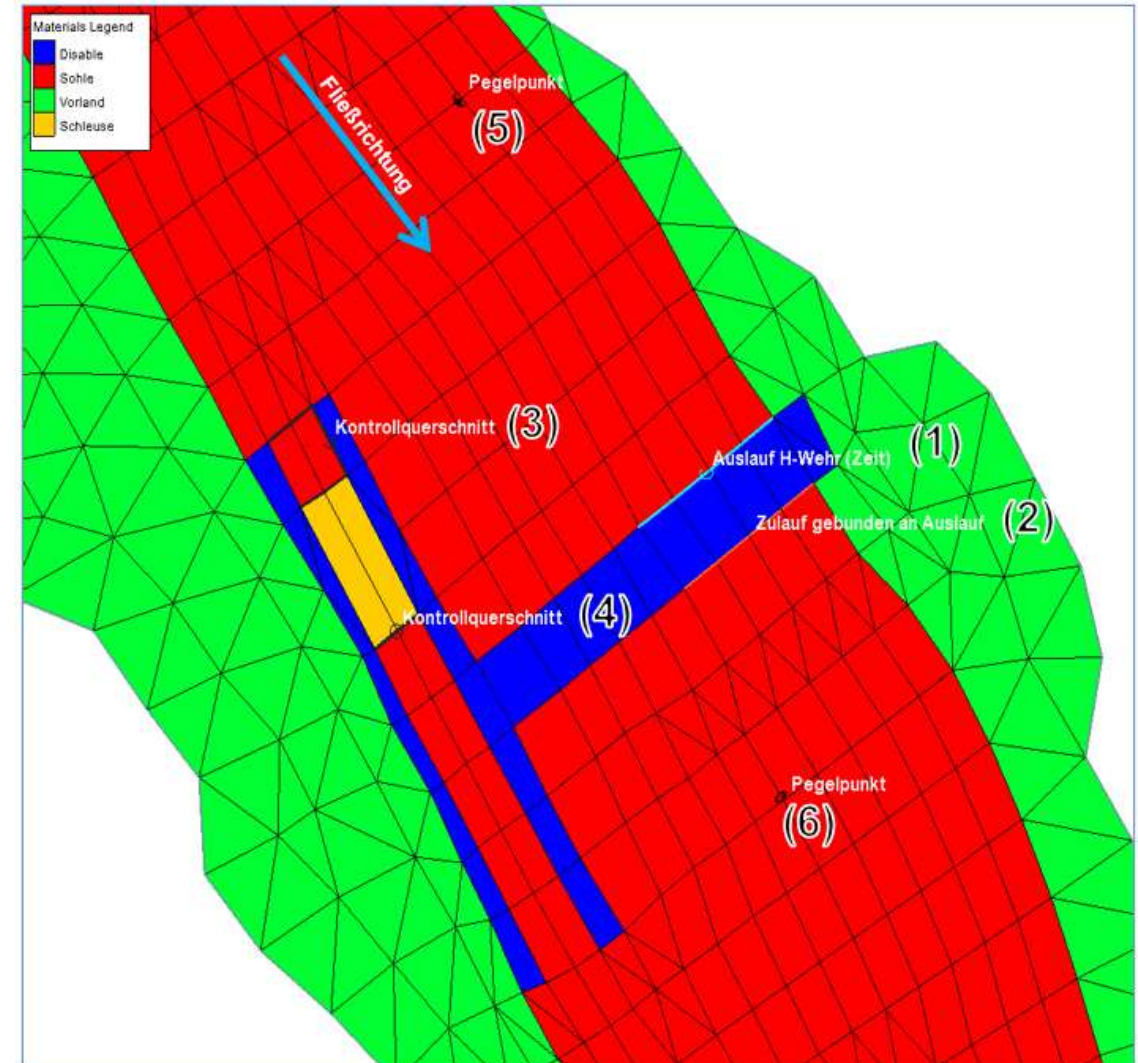 Materials Legend
Disable
Sohle
Vorland
Schleuse
Fließrichtung
Pegelpunkt
(5)
Kontrollquerschnitt (3)
Auslauf H-Wehr (Zeit) (1)
Zulauf gebunden an Auslauf (2)
Kontrollquerschnitt (4)
Pegelpunkt
(6)